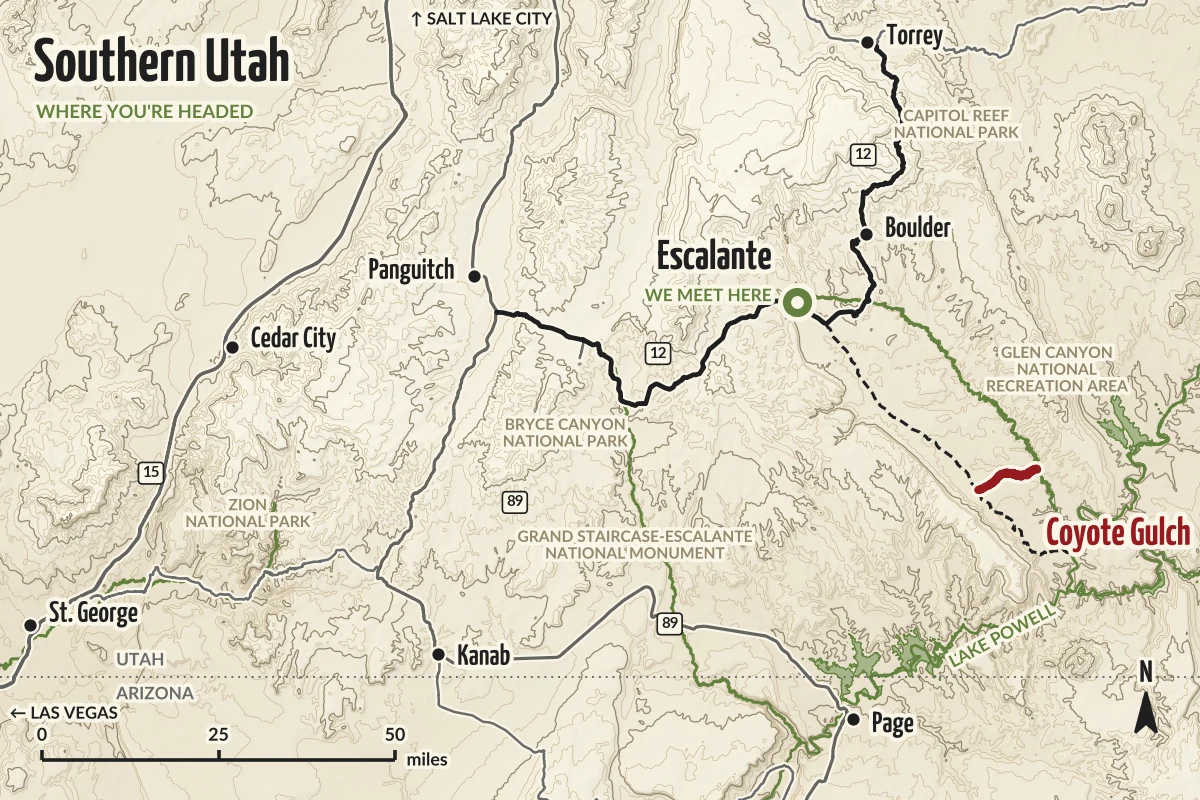 ↑ SALT LAKE CITY
Torrey
Southern Utah
WHERE YOU'RE HEADED
CAPITOL REEF
NATIONAL PARK
12
Boulder
Escalante
Panguitch
WE MEET HERE
Cedar City
12
GLEN CANYON
NATIONAL
RECREATION AREA
BRYCE CANYON
NATIONAL PARK
15
89
ZION
NATIONAL PARK
GRAND STAIRCASE-ESCALANTE
NATIONAL MONUMENT
Coyote Gulch
St. George
89
LAKE POWELL
Kanab
UTAH
ARIZONA
N
← LAS VEGAS
Page
0 25 50
miles